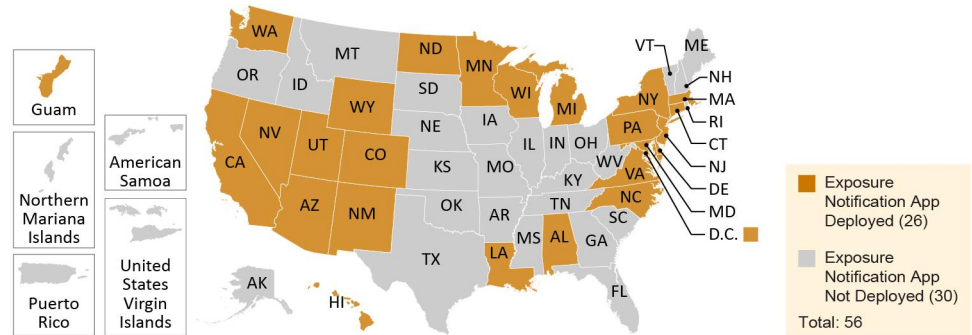 WA
MT
ND
MN
VT
ME
OR
ID
SD
WI
MI
NY
NH
MA
RI
CT
NJ
DE
MD
D.C.
WY
NV
UT
CO
CA
AZ
NM
NE
IA
KS
MO
IL
IN
OH
PA
WV
VA
KY
NC
TN
SC
OK
AR
MS
AL
GA
LA
TX
FL
AK
HI
Guam
Northern
Mariana
Islands
Puerto
Rico
American
Samoa
United
States
Virgin
Islands
Exposure
Notification App
Deployed (26)
Exposure
Notification App
Not Deployed (30)
Total: 56